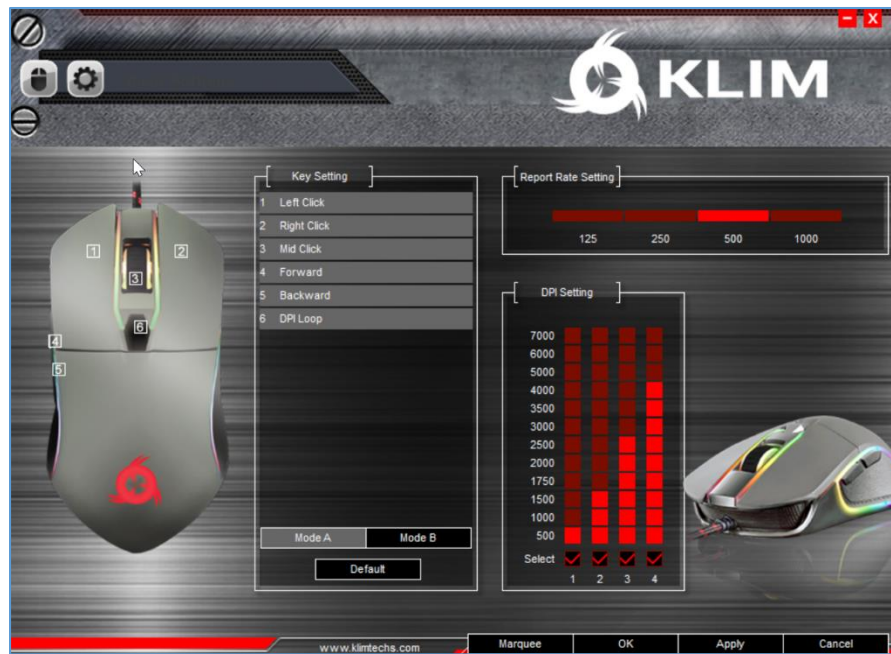 X
KLIM
Key Setting
1 Left Click
2 Right Click
3 Mid Click
4 Forward
5 Backward
6 DPI Loop
Mode A Mode B
Default
1 2
3
6
4
5
Report Rate Setting
125 250 500 1000
DPI Setting
7000
6000
5000
4000
3500
3000
2500
2000
1750
1500
1000
500
Select
1 2 3 4
www.klimtechs.com
Marquee OK Apply Cancel